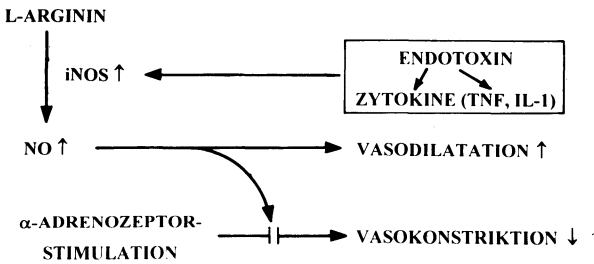 L-ARGININ
iNOS ↑
ENDOTOXIN
ZYTOKINE (TNF, IL-1)
NO ↑
VASODILATATION ↑
α-ADRENOZEPTOR-
STIMULATION
VASOKONSTRIKTION ↓